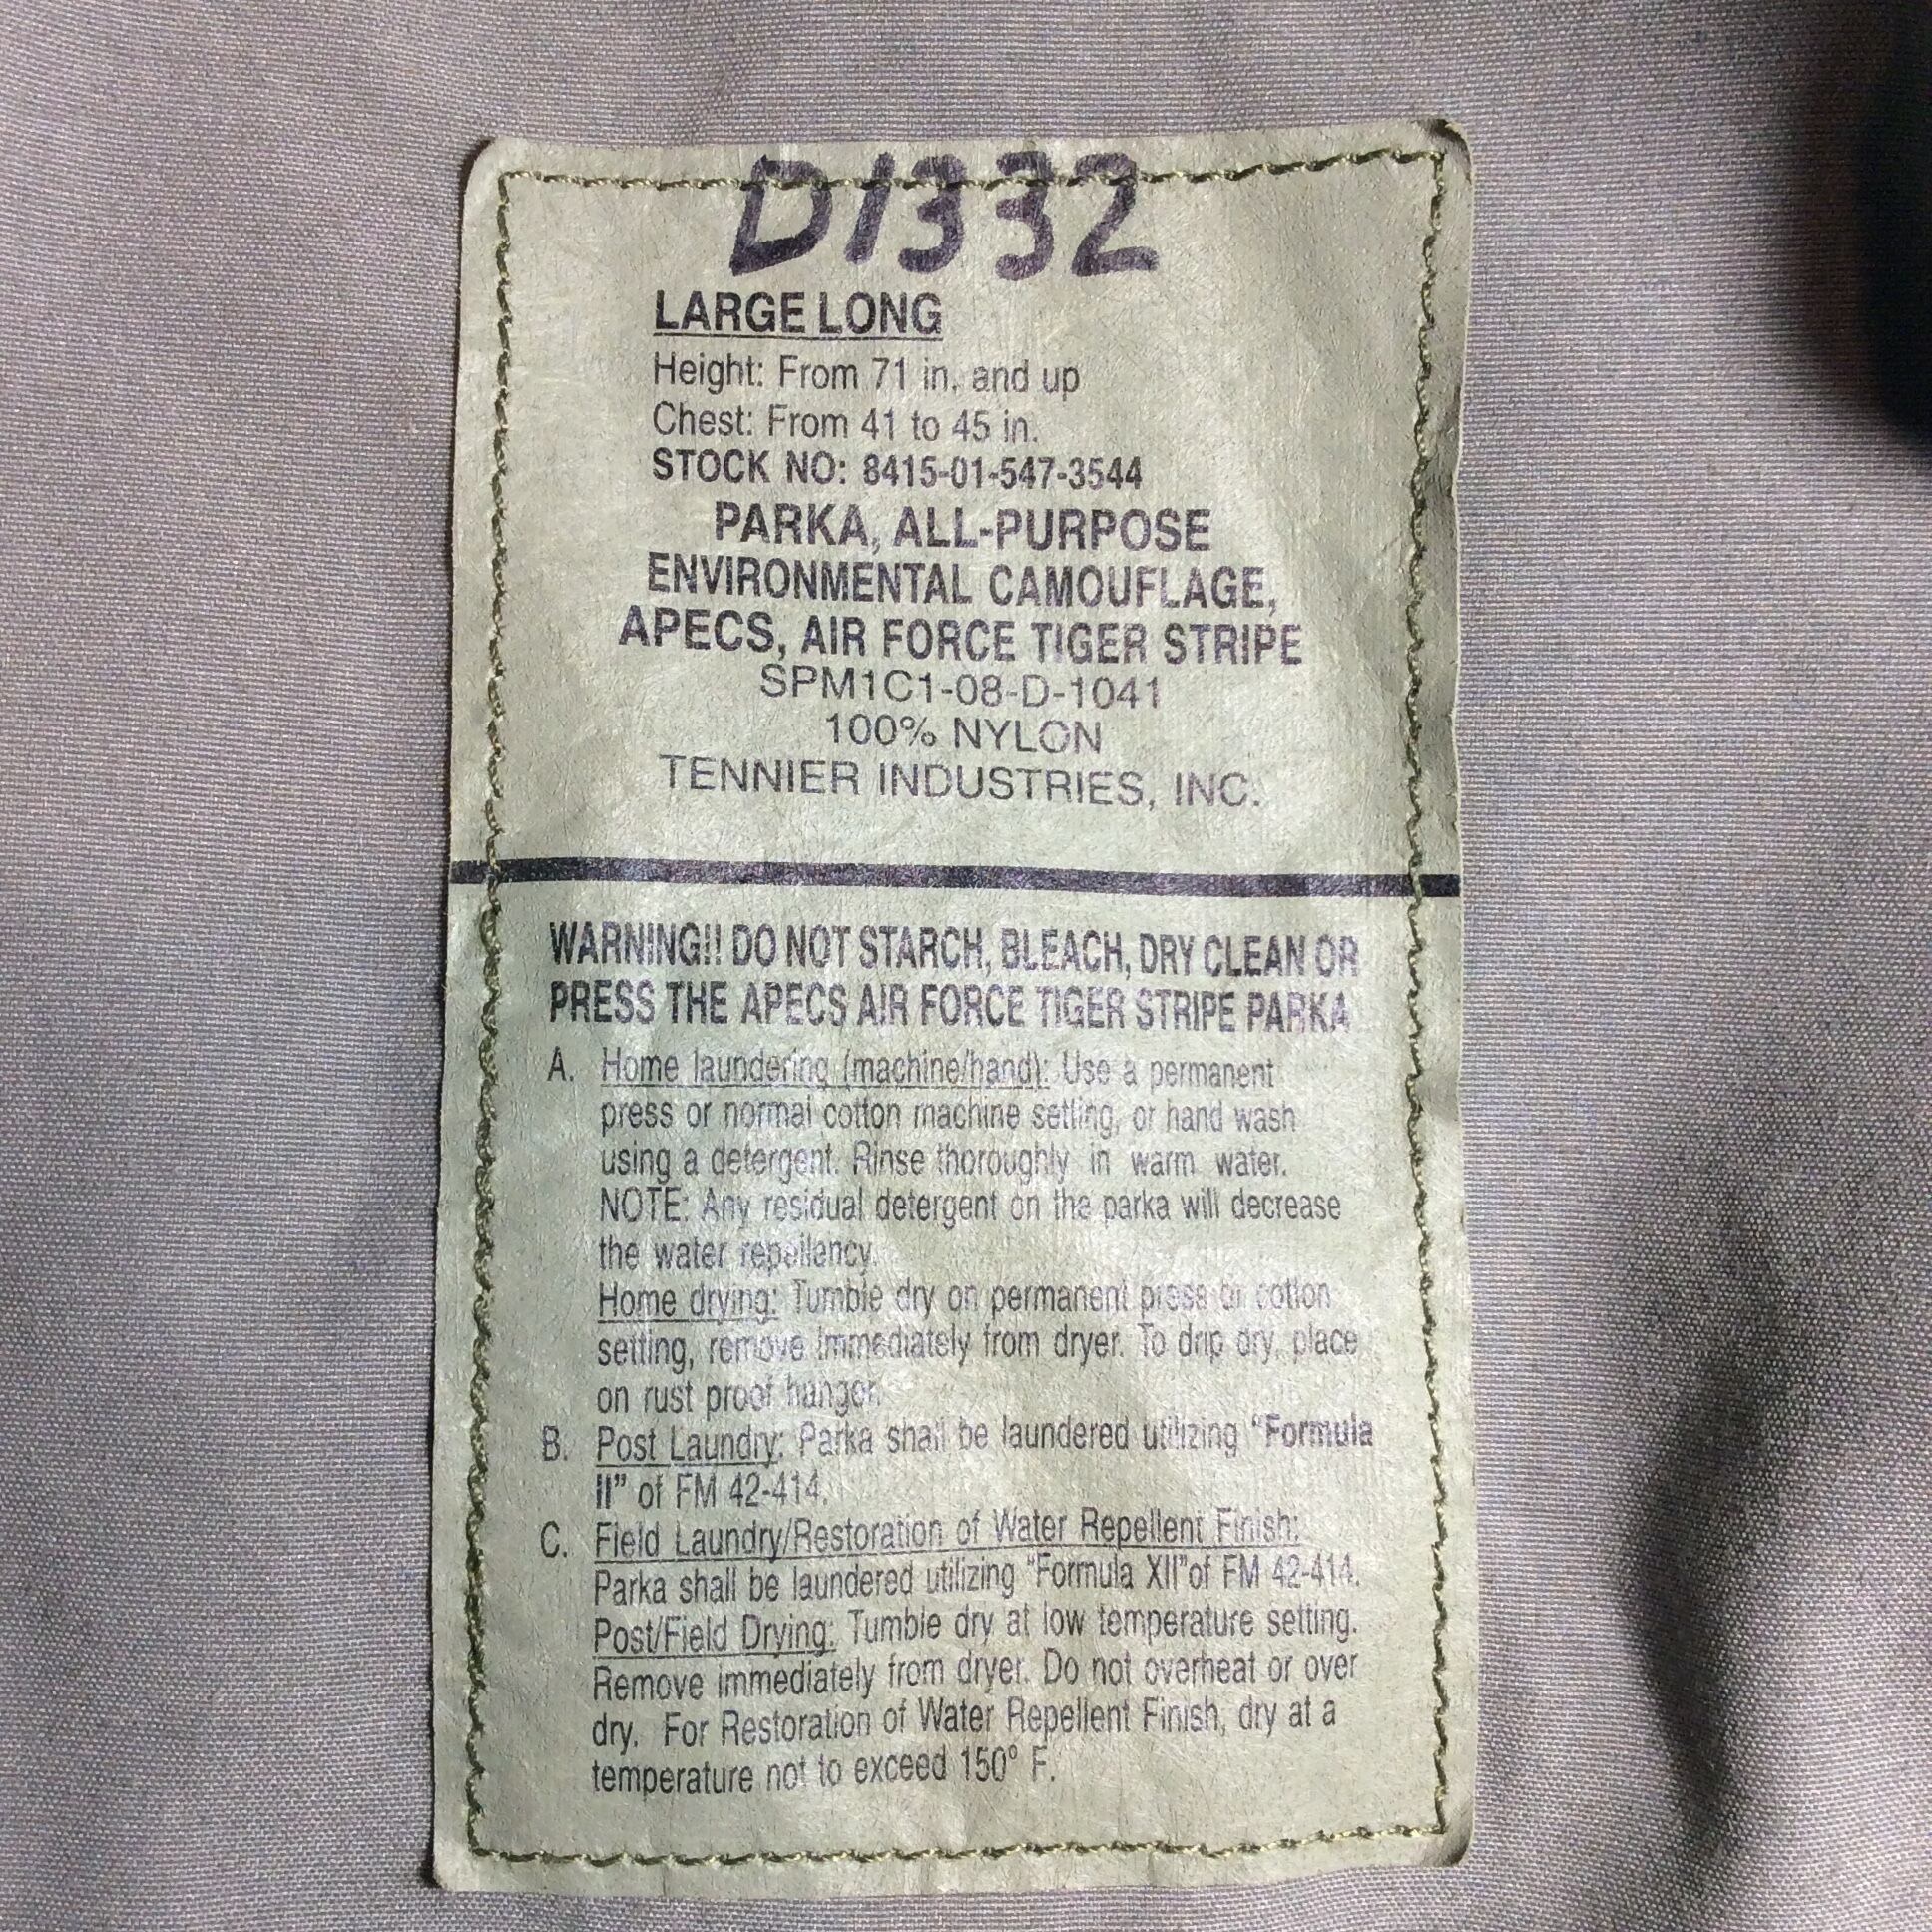 D1332
LARGE LONG
Height: From 71 in. and up
Chest: From 41 to 45 in.
STOCK NO: 8415-01-547-3544
PARKA, ALL-PURPOSE
ENVIRONMENTAL CAMOUFLAGE,
APECS, AIR FORCE TIGER STRIPE
SPM1C1-08-D-1041
100% NYLON
TENNIER INDUSTRIES, INC.
WARNING!! DO NOT STARCH, BLEACH, DRY CLEAN OR
PRESS THE APECS AIR FORCE TIGER STRIPE PARKA
A. Home laundering (machine/hand): Use a permanent
press or normal cotton machine setting, or hand wash
using a detergent. Rinse thoroughly in warm water.
NOTE: Any residual detergent on the parka will decrease
the water repellency.
Home drying: Tumble dry on permanent press or cotton
setting, remove immediately from dryer. To drip dry, place
on rust proof hanger.
B. Post Laundry: Parka shall be laundered utilizing "Formula
II" of FM 42-414.
C. Field Laundry/Restoration of Water Repellent Finish:
Parka shall be laundered utilizing "Formula XII"of FM 42-414.
Post/Field Drying: Tumble dry at low temperature setting.
Remove immediately from dryer. Do not overheat or over
dry. For Restoration of Water Repellent Finish, dry at a
temperature not to exceed 150° F.